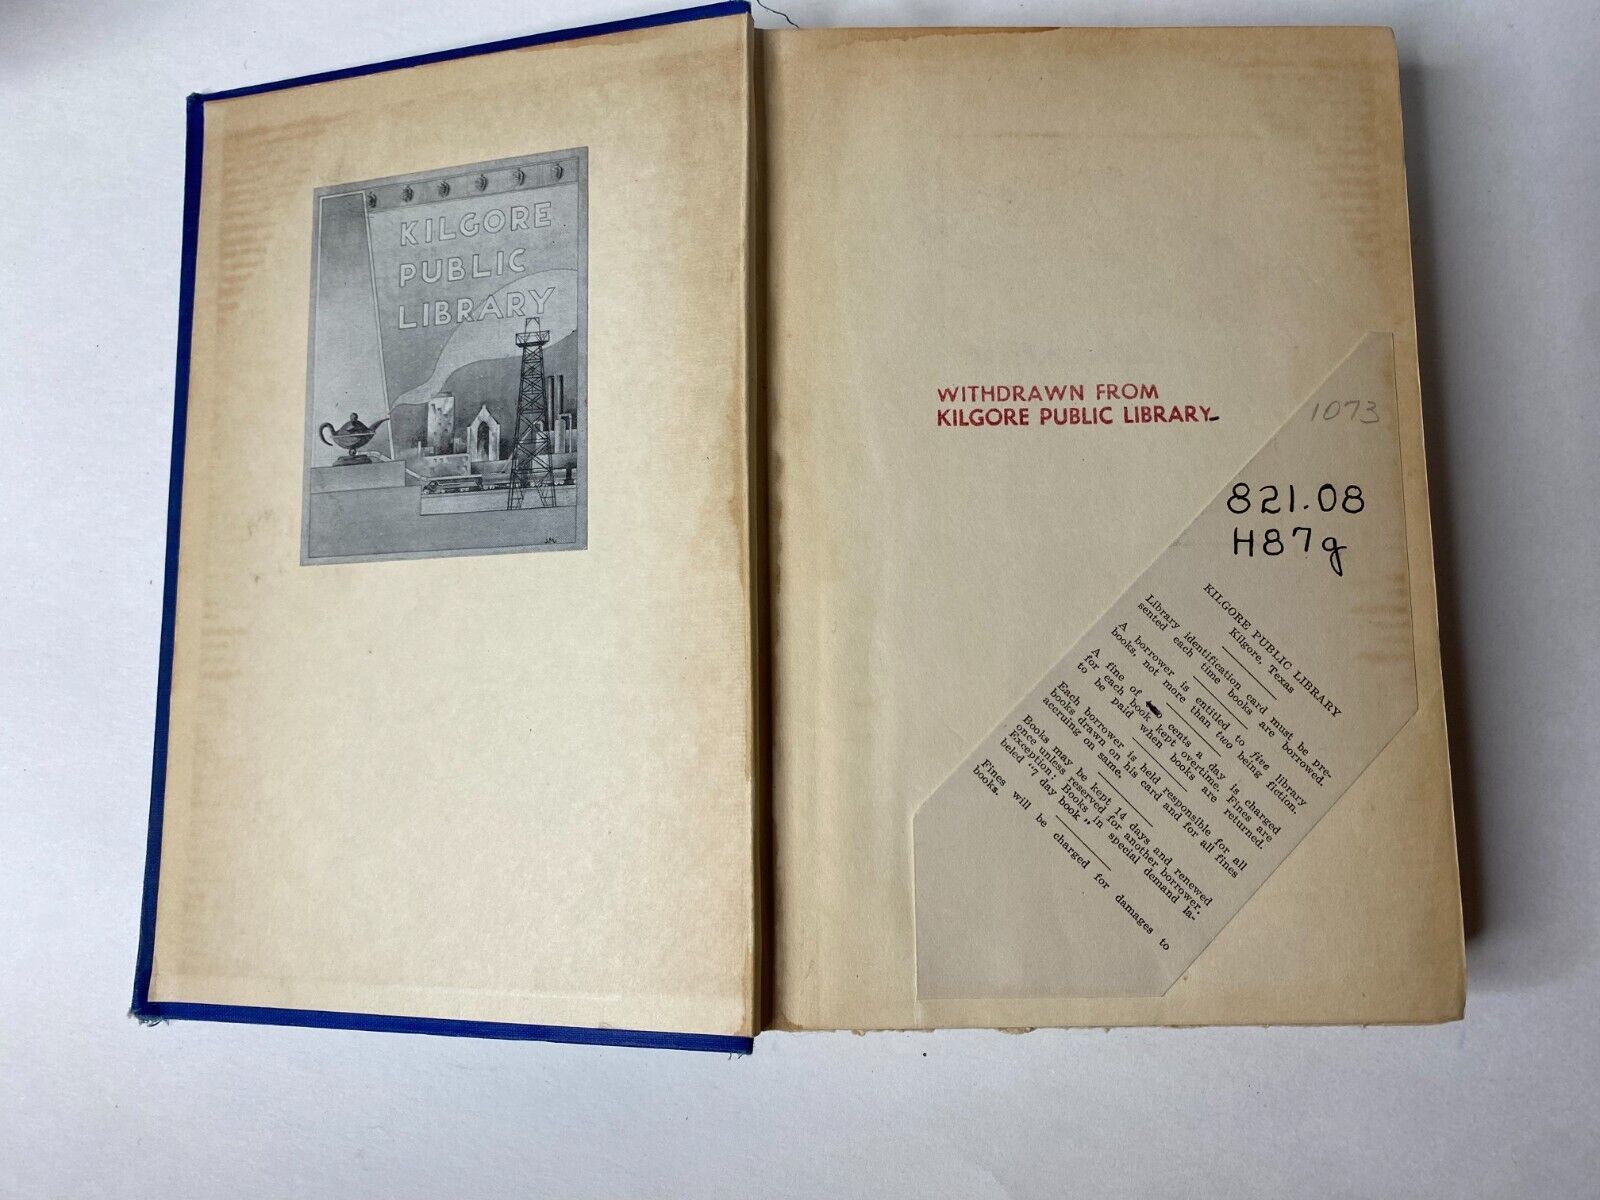 KILGORE
PUBLIC
LIBRARY
J.M.
WITHDRAWN FROM
KILGORE PUBLIC LIBRARY
1073
821.08
H87g
KILGORE PUBLIC LIBRARY
Kilgore, Texas
Library identification card must be pre-
sented each time books are borrowed.
A borrower is entitled to five library
books, not more than two being fiction.
A fine of cents a day is charged
for each book kept overtime. Fines are
to be paid when books are returned.
Each borrower is held responsible for all
books drawn on his card and for all fines
accruing on same.
Books may be kept 14 days and renewed
once unless reserved for another borrower.
Exception: Books in special demand la-
beled "7 day book."
Fines will be charged for damages to
books.